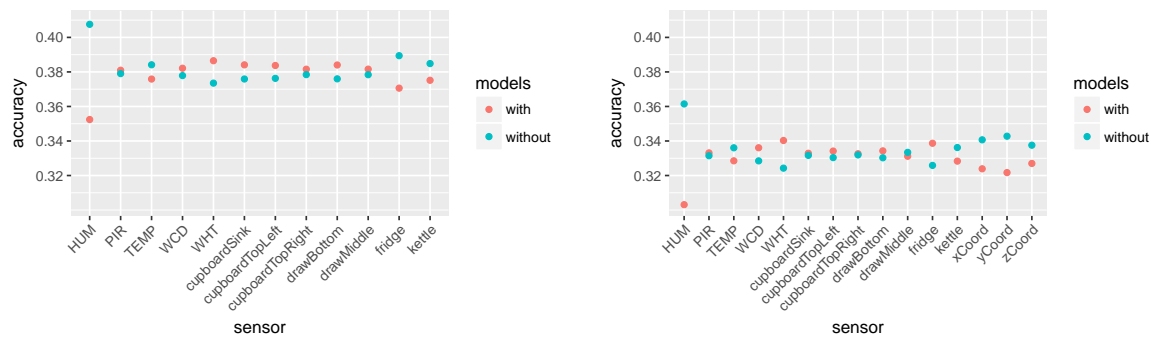 accuracy
0.40
0.38
0.36
0.34
0.32
HUM
PIR
TEMP
WCD
WHT
cupboardSink
cupboardTopLeft
cupboardTopRight
drawBottom
drawMiddle
fridge
kettle
sensor
models
with
without
accuracy
0.40
0.38
0.36
0.34
0.32
HUM
PIR
TEMP
WCD
WHT
cupboardSink
cupboardTopLeft
cupboardTopRight
drawBottom
drawMiddle
fridge
kettle
xCoord
yCoord
zCoord
sensor
models
with
without